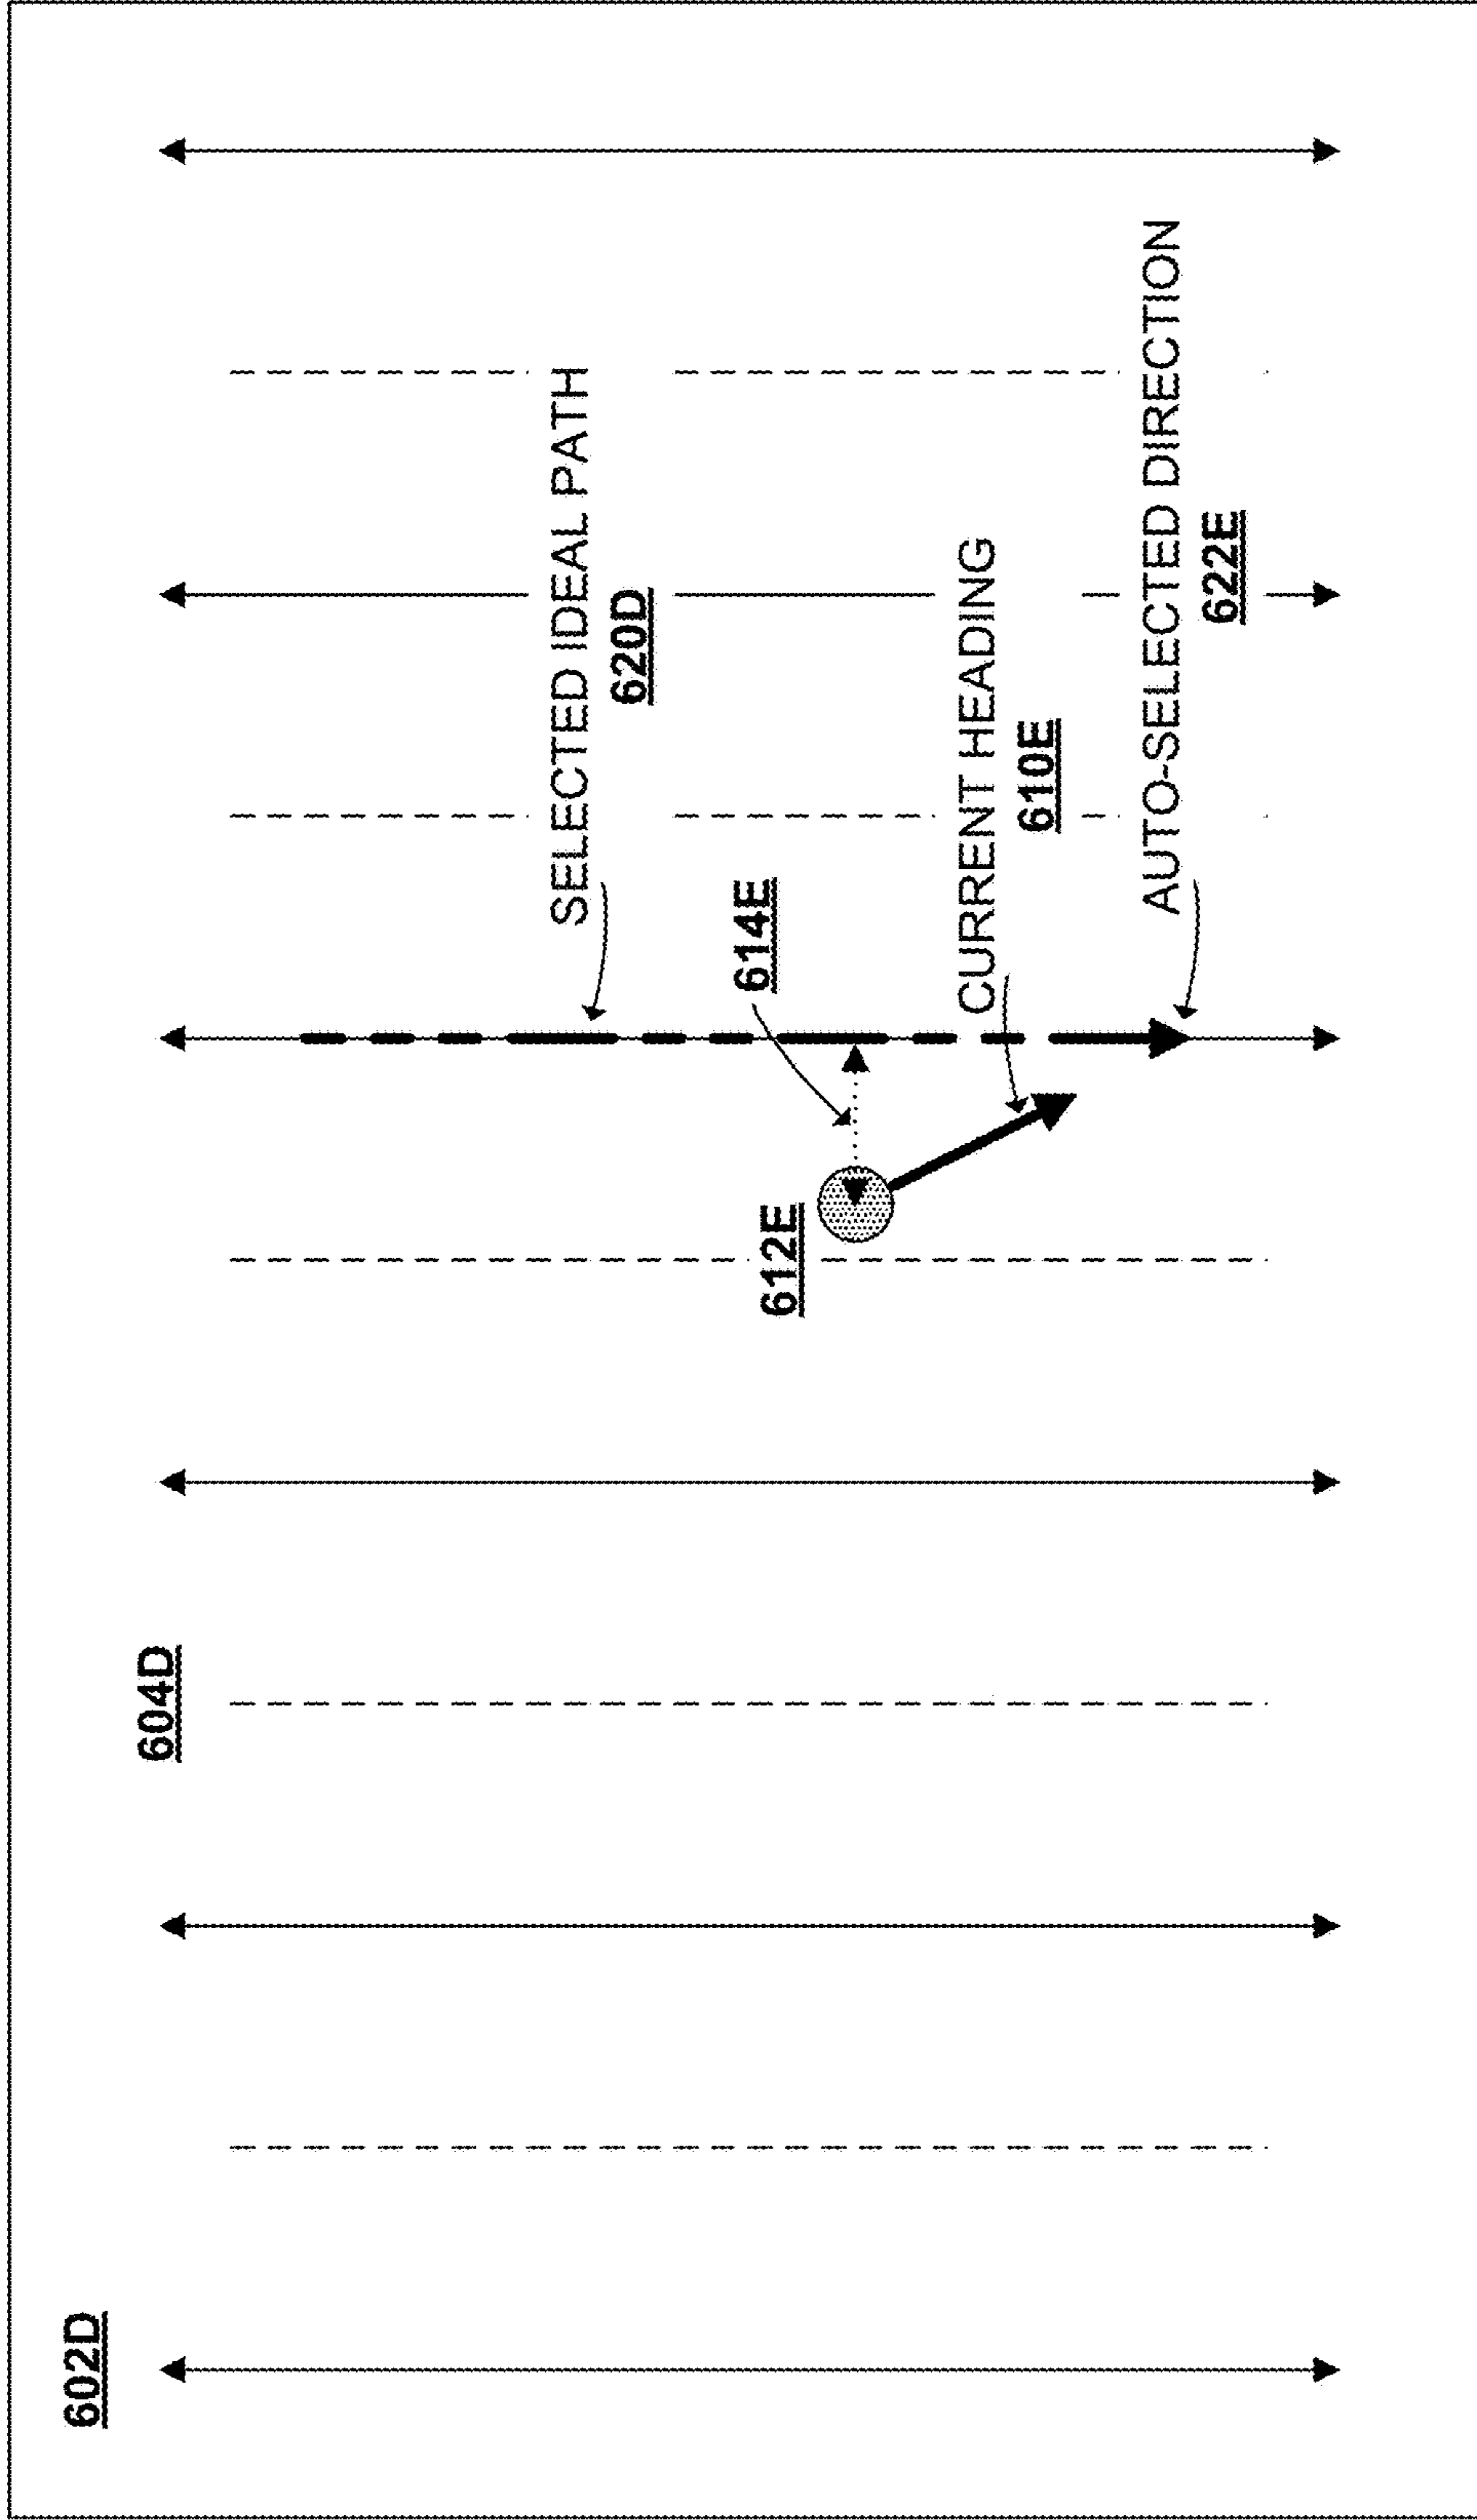 602D
604D
612E
614E
SELECTED IDEAL PATH
620D
CURRENT HEADING
610E
AUTO-SELECTED DIRECTION
622E